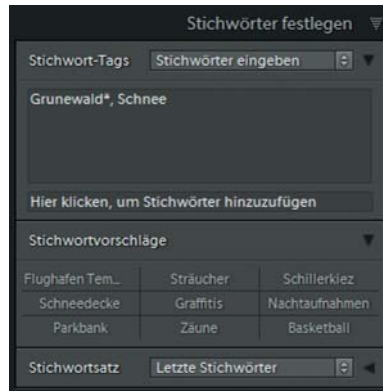 Stichwörter festlegen
Stichwort-Tags Stichwörter eingeben
Grunewald*, Schnee
Hier klicken, um Stichwörter hinzuzufügen
Stichwortvorschläge
Flughafen Tem... Sträucher Schillerkiez
Schneedecke Graffitis Nachtaufnahmen
Parkbank Zäune Basketball
Stichwortsatz Letzte Stichwörter